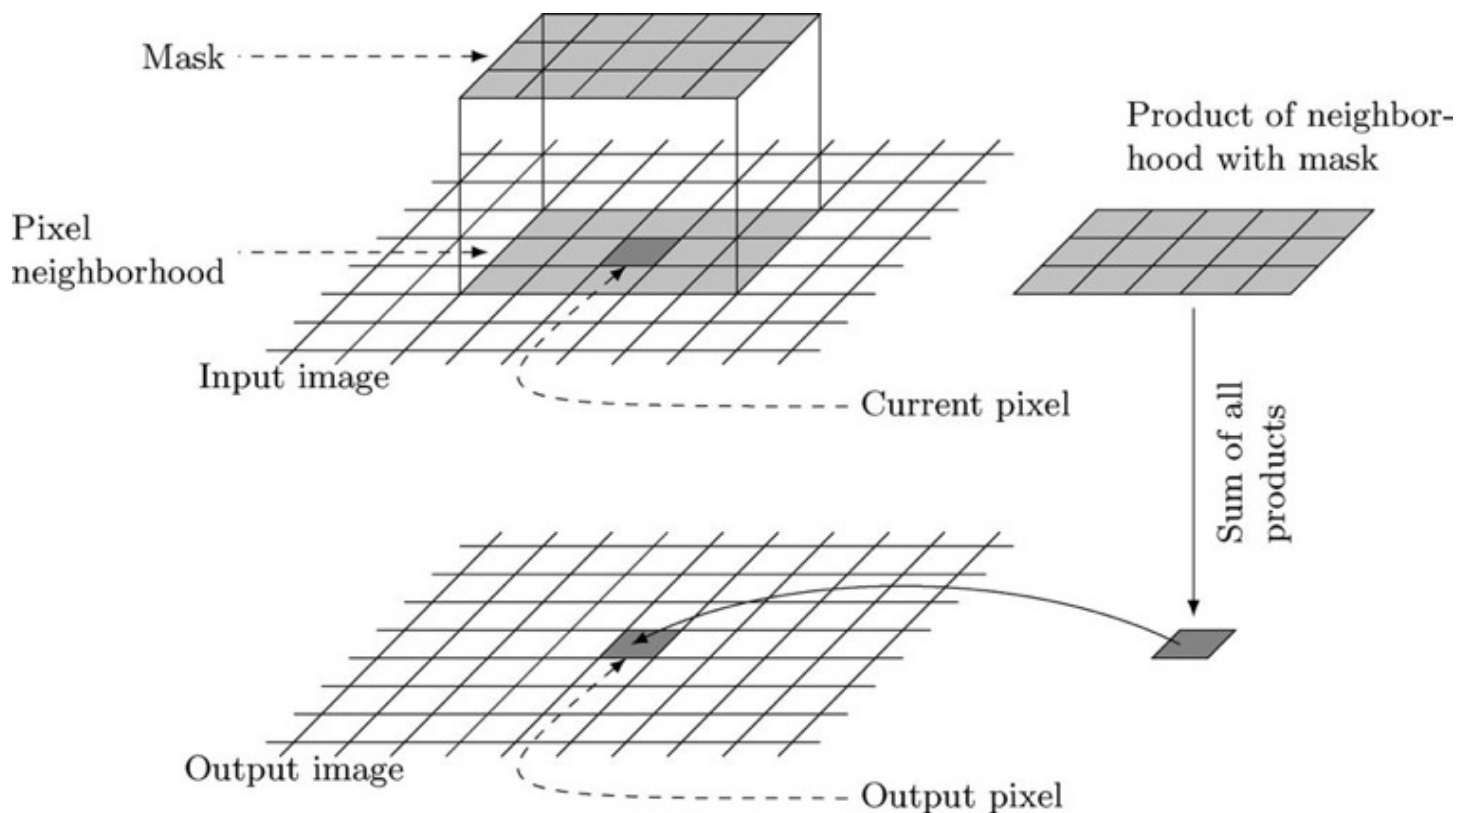 Mask
Product of neighbor-
hood with mask
Pixel
neighborhood
Input image
Current pixel
Sum of all
products
Output image
Output pixel